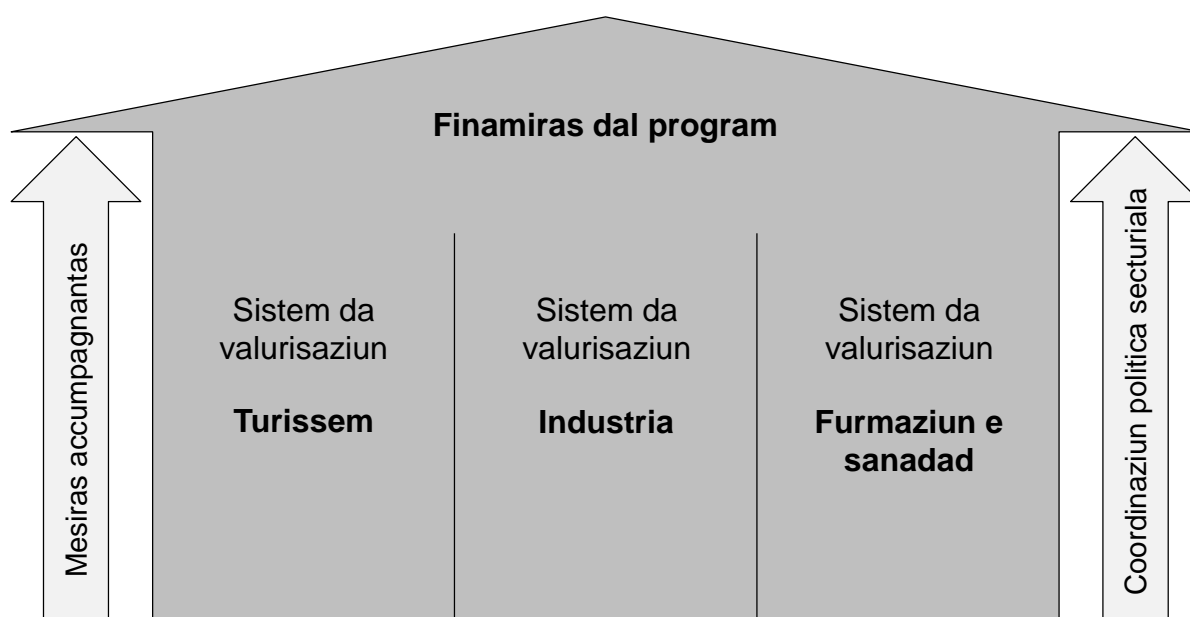 Finamiras dal program
Mesiras accumpagnantas
Sistem da
valurisaziun
Turissem
Sistem da
valurisaziun
Industria
Sistem da
valurisaziun
Furmaziun e
sanadad
Coordinaziun politica secturiala